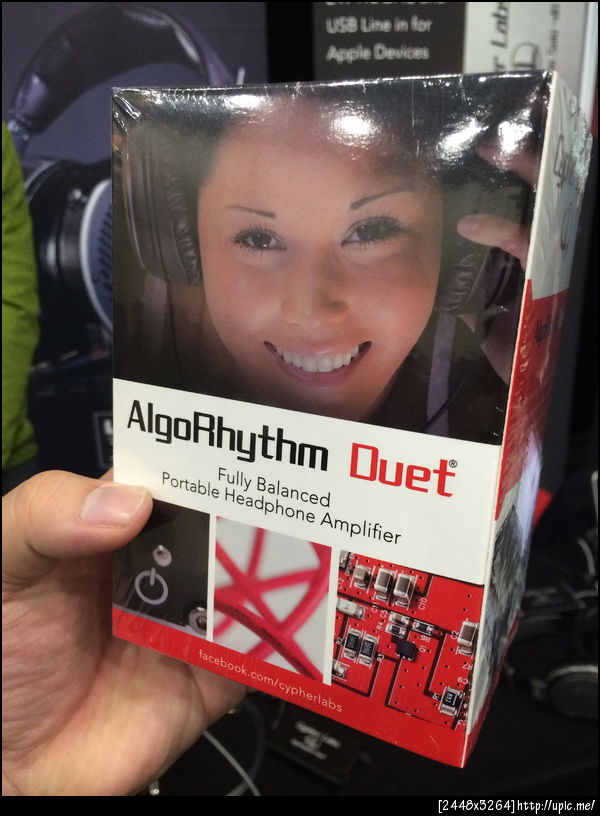 USB Line in for
Apple Devices
AlgoRhythm Duet®
Fully Balanced
Portable Headphone Amplifier
facebook.com/cypherlabs
[2448x3264]http://upic.me/